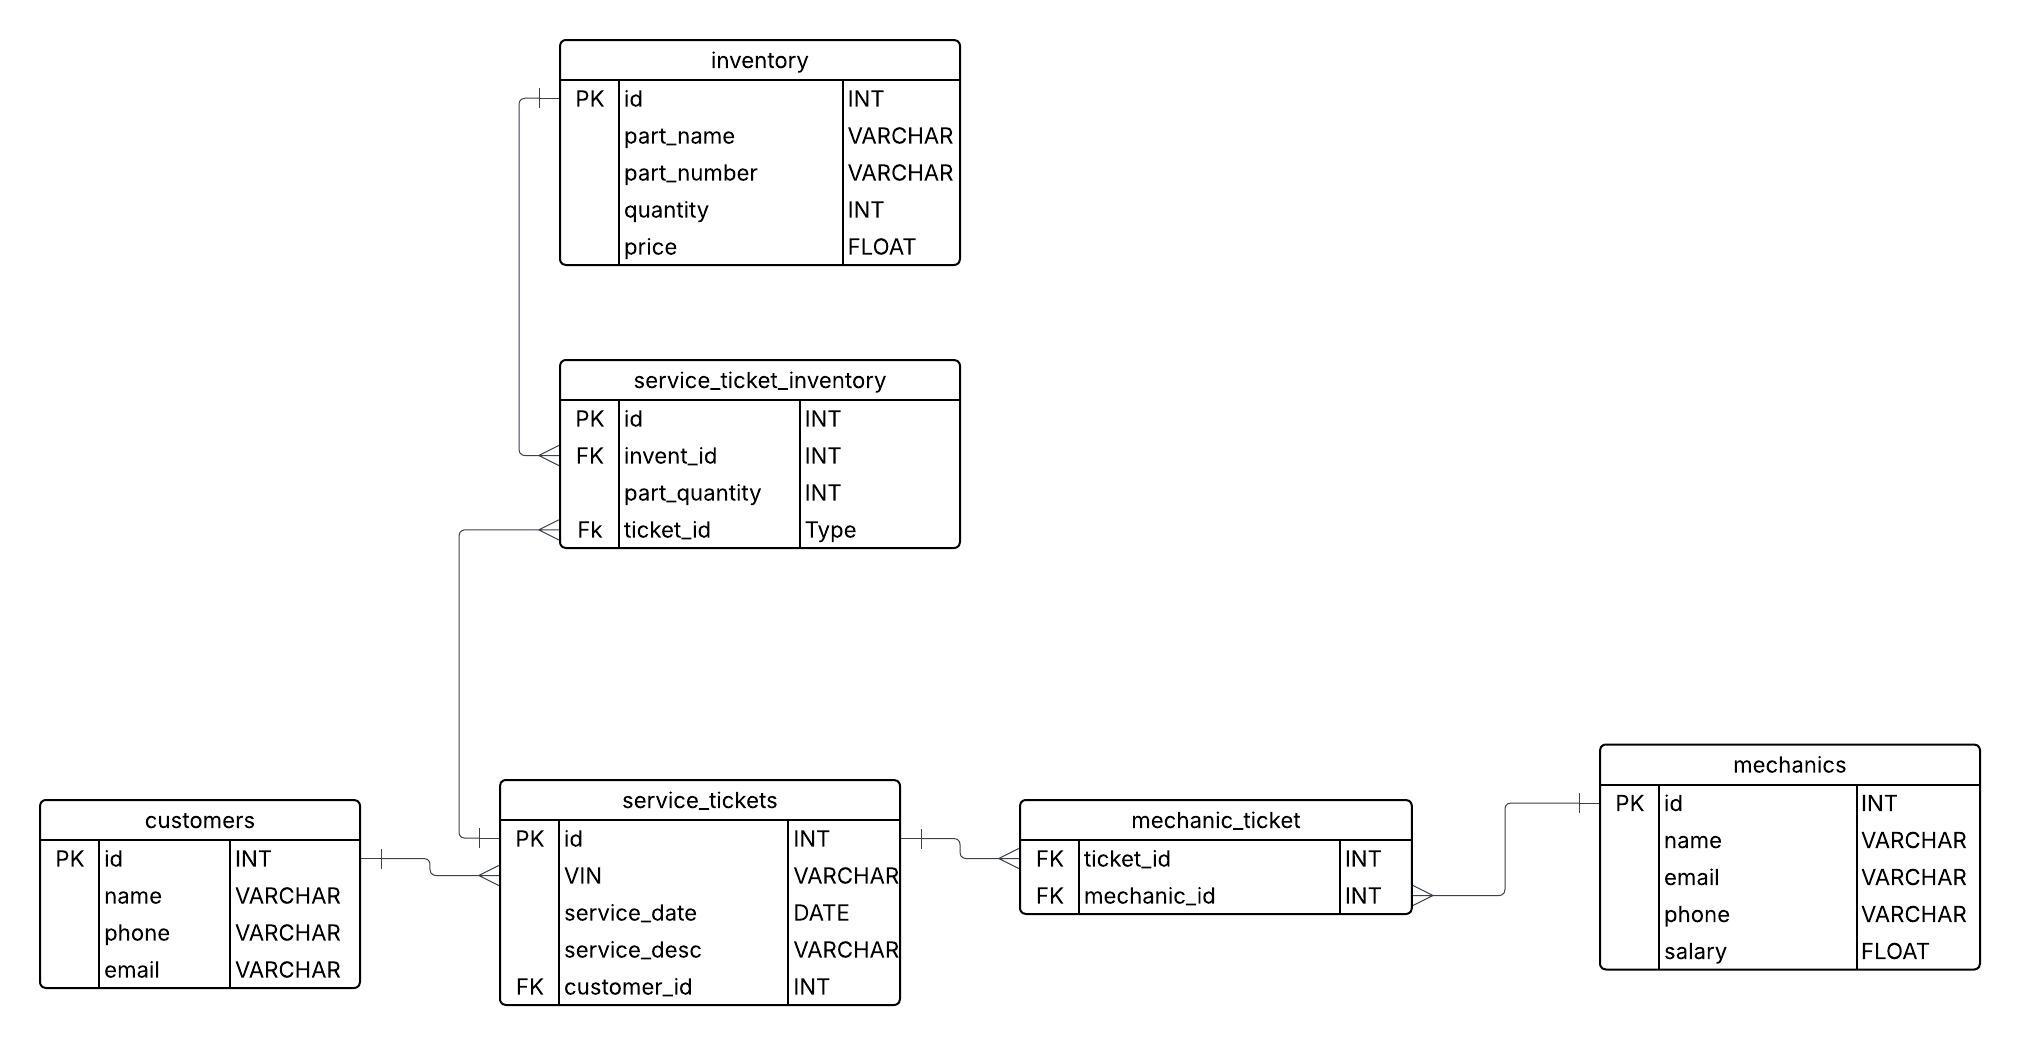 inventory
PK id INT
part_name VARCHAR
part_number VARCHAR
quantity INT
price FLOAT
service_ticket_inventory
PK id INT
FK invent_id INT
part_quantity INT
Fk ticket_id Type
customers
PK id INT
name VARCHAR
phone VARCHAR
email VARCHAR
service_tickets
PK id INT
VIN VARCHAR
service_date DATE
service_desc VARCHAR
FK customer_id INT
mechanic_ticket
FK ticket_id INT
FK mechanic_id INT
mechanics
PK id INT
name VARCHAR
email VARCHAR
phone VARCHAR
salary FLOAT